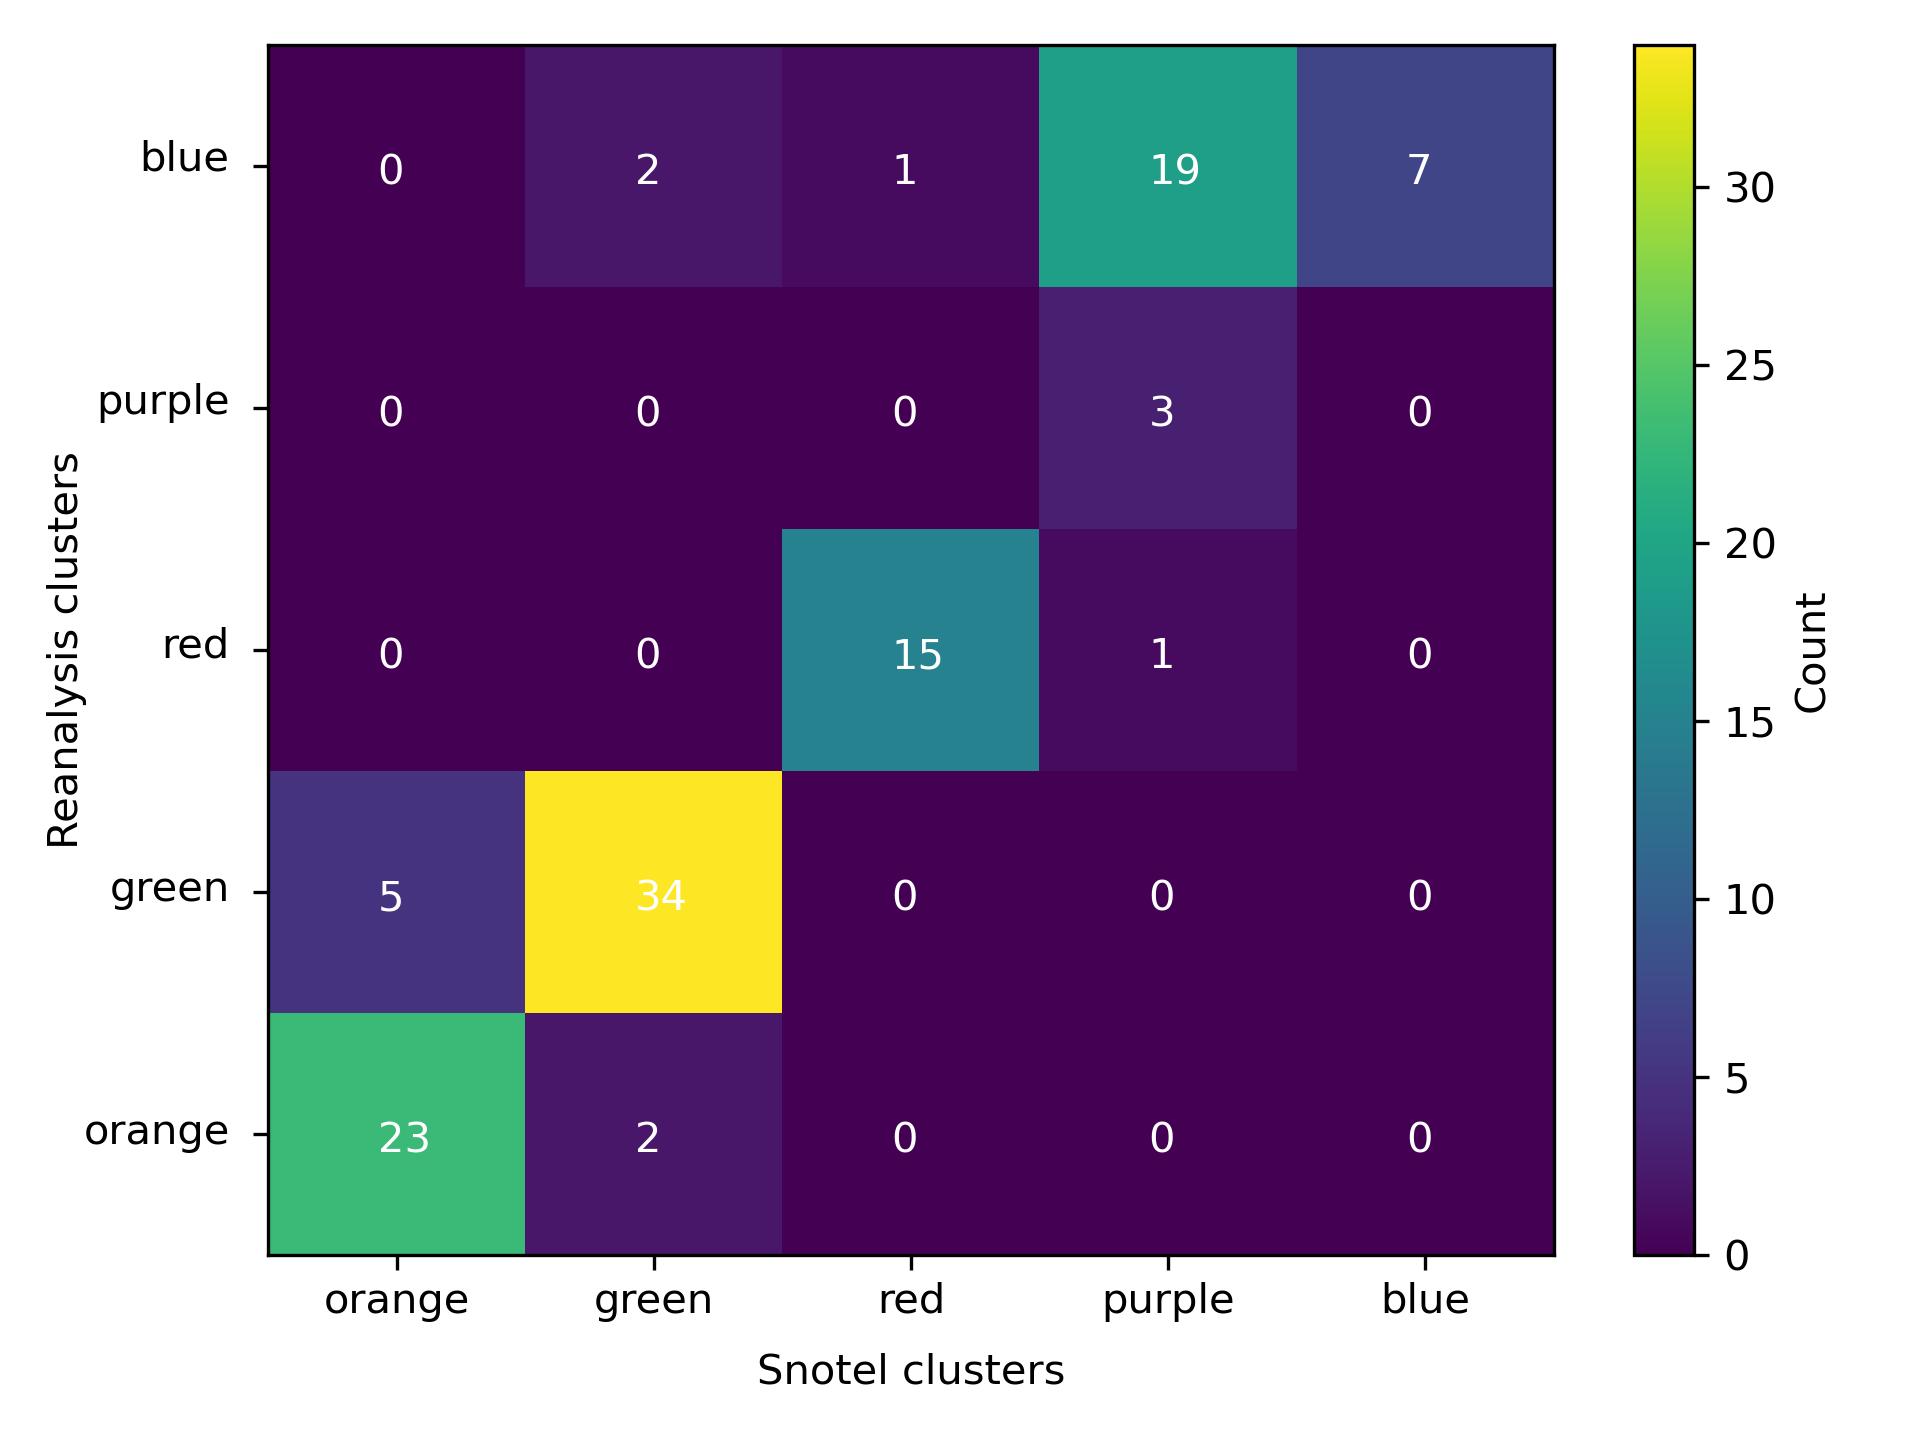 blue 0 2 1 19 7
purple 0 0 0 3 0
red 0 0 15 1 0
green 5 34 0 0 0
orange 23 2 0 0 0
orange green red purple blue
Snotel clusters
Reanalysis clusters
30
25
20
15
10
5
0
Count